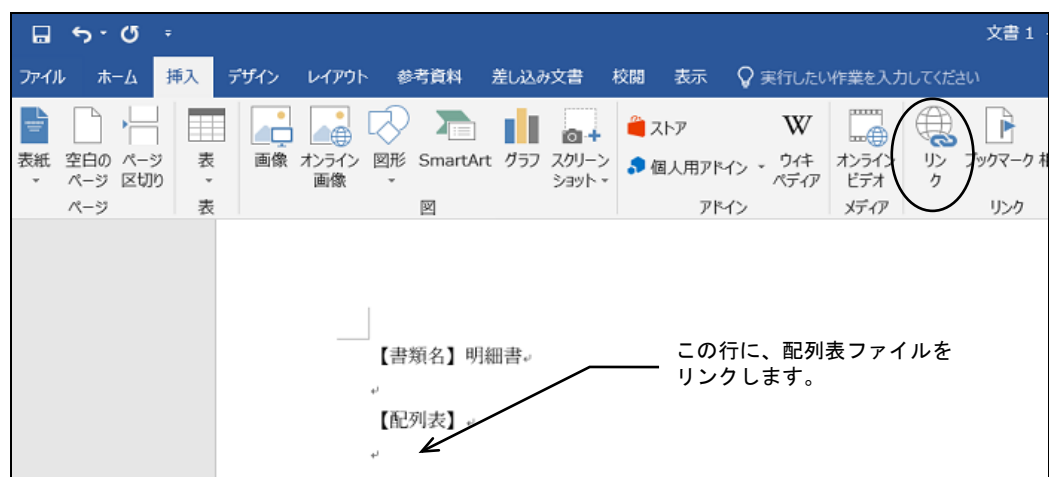 文書 1 -
ファイル ホーム 挿入 デザイン レイアウト 参考資料 差し込み文書 校閲 表示 実行したい作業を入力してください
表紙 空白の ページ 表 画像 オンライン 図形 SmartArt グラフ スクリーン ストア W ウィキ オンライン リン ブックマーク 相
ページ 区切り 画像 ショット 個人用アドイン ペディア ビデオ ク
ページ 表 図 アドイン メディア リンク
【書類名】明細書
この行に、配列表ファイルを
リンクします。
【配列表】